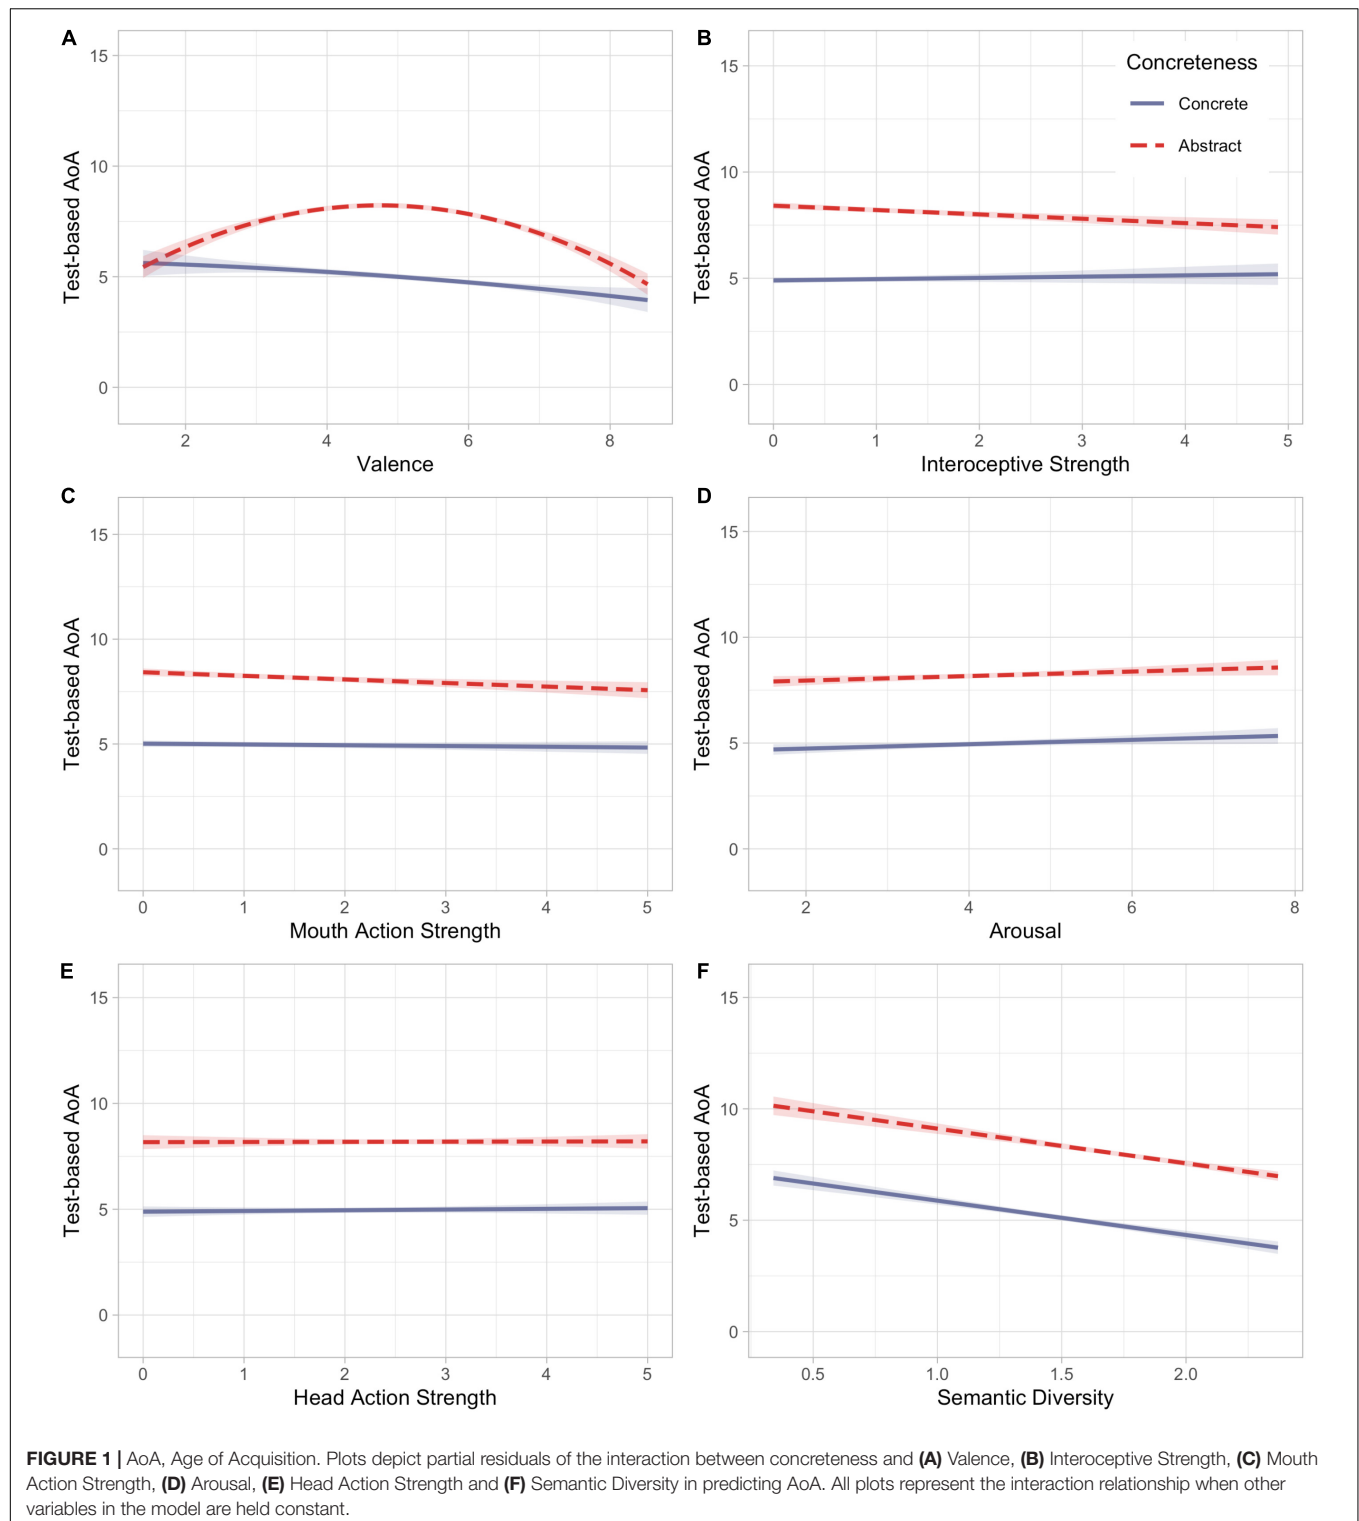 A
15
10
5
0
Test-based AoA
2 4 6 8
Valence
B
15
10
5
0
Test-based AoA
Concreteness
Concrete
Abstract
0 1 2 3 4 5
Interoceptive Strength
C
15
10
5
0
Test-based AoA
0 1 2 3 4 5
Mouth Action Strength
D
15
10
5
0
Test-based AoA
2 4 6 8
Arousal
E
15
10
5
0
Test-based AoA
0 1 2 3 4 5
Head Action Strength
F
15
10
5
0
Test-based AoA
0.5 1.0 1.5 2.0
Semantic Diversity
FIGURE 1 | AoA, Age of Acquisition. Plots depict partial residuals of the interaction between concreteness and (A) Valence, (B) Interoceptive Strength, (C) Mouth
Action Strength, (D) Arousal, (E) Head Action Strength and (F) Semantic Diversity in predicting AoA. All plots represent the interaction relationship when other
variables in the model are held constant.